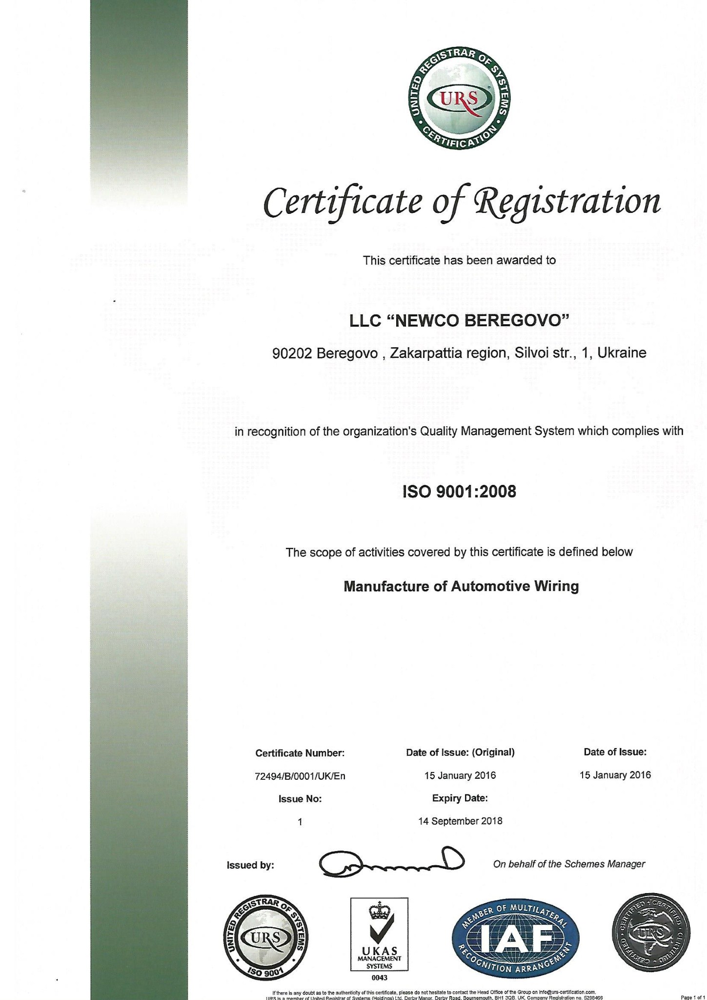 UNITED REGISTRAR OF SYSTEMS
URS
CERTIFICATION
Certificate of Registration
This certificate has been awarded to
LLC “NEWCO BEREGOVO”
90202 Beregovo , Zakarpattia region, Silvoi str., 1, Ukraine
in recognition of the organization's Quality Management System which complies with
ISO 9001:2008
The scope of activities covered by this certificate is defined below
Manufacture of Automotive Wiring
Certificate Number: Date of Issue: (Original) Date of Issue:
72494/B/0001/UK/En 15 January 2016 15 January 2016
Issue No: Expiry Date:
1 14 September 2018
Issued by: On behalf of the Schemes Manager
UNITED REGISTRAR OF SYSTEMS
URS
ISO 9001
UKAS
MANAGEMENT
SYSTEMS
0043
MEMBER OF MULTILATERAL
IAF
RECOGNITION ARRANGEMENT
CERTIFIED • CERTIFIED • CERTIFIED • CERTIFIED
URS
If there is any doubt as to the authenticity of this certificate, please do not hesitate to contact the Head Office of the Group on info@urs-certification.com.
URS is a member of United Registrar of Systems (Holdings) Ltd, Derby Manor, Derby Road, Bournemouth, BH1 3QB, UK. Company Registration no. 5298466 Page 1 of 1